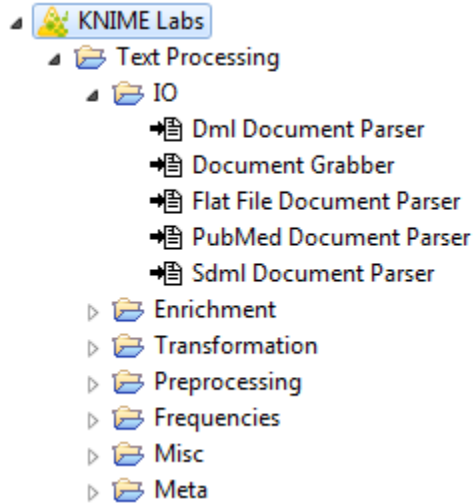 KNIME Labs
Text Processing
IO
Dml Document Parser
Document Grabber
Flat File Document Parser
PubMed Document Parser
Sdml Document Parser
Enrichment
Transformation
Preprocessing
Frequencies
Misc
Meta